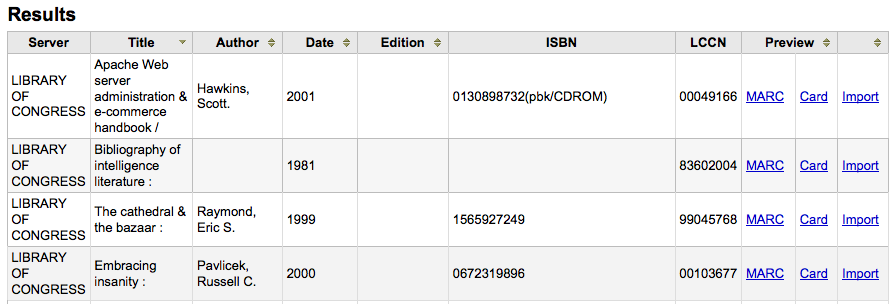 Results
Server Title Author Date Edition ISBN LCCN Preview
LIBRARY OF CONGRESS Apache Web server administration & e-commerce handbook / Hawkins, Scott. 2001 0130898732(pbk/CDROM) 00049166 MARC Card Import
LIBRARY OF CONGRESS Bibliography of intelligence literature : 1981 83602004 MARC Card Import
LIBRARY OF CONGRESS The cathedral & the bazaar : Raymond, Eric S. 1999 1565927249 99045768 MARC Card Import
LIBRARY OF CONGRESS Embracing insanity : Pavlicek, Russell C. 2000 0672319896 00103677 MARC Card Import